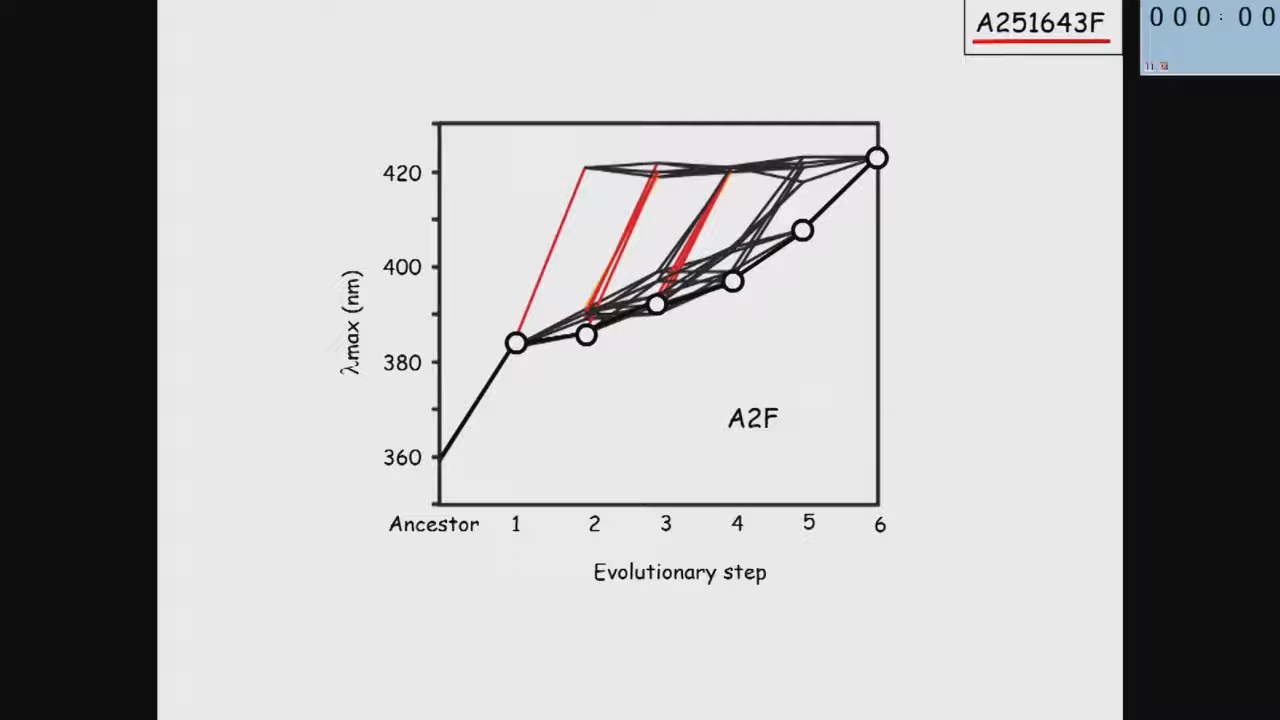 A251643F
000:00
420
400
380
360
λmax (nm)
A2F
Ancestor 1 2 3 4 5 6
Evolutionary step